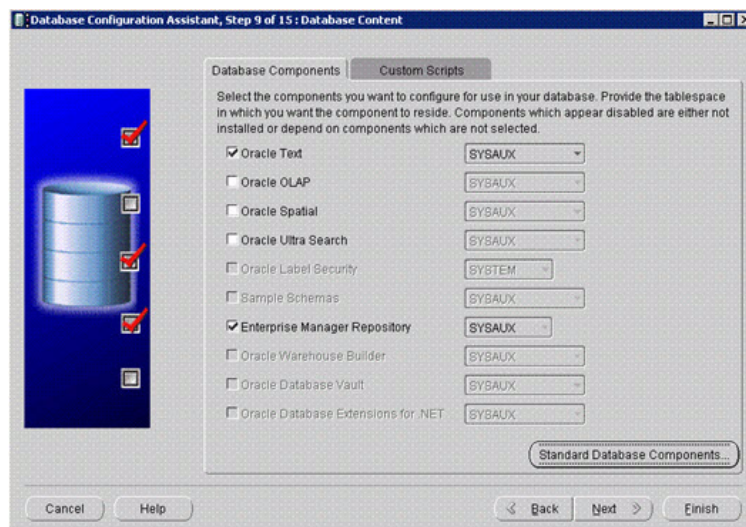 Database Configuration Assistant, Step 9 of 15 : Database Content
Database Components
Custom Scripts
Select the components you want to configure for use in your database. Provide the tablespace
in which you want the component to reside. Components which appear disabled are either not
installed or depend on components which are not selected.
Oracle Text SYSAUX
Oracle OLAP SYSAUX
Oracle Spatial SYSAUX
Oracle Ultra Search SYSAUX
Oracle Label Security SYSTEM
Sample Schemas SYSAUX
Enterprise Manager Repository SYSAUX
Oracle Warehouse Builder SYSAUX
Oracle Database Vault SYSAUX
Oracle Database Extensions for .NET SYSAUX
Standard Database Components...
Cancel Help Back Next Finish